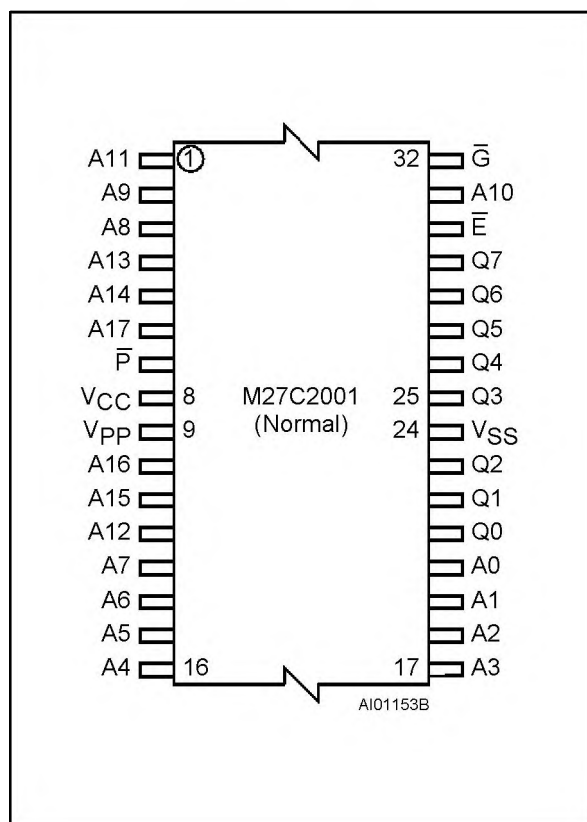 A11 1 32 G̅
A9 A10
A8 E̅
A13 Q7
A14 Q6
A17 Q5
P̅ Q4
VCC 8 M27C2001 25 Q3
VPP 9 (Normal) 24 VSS
A16 Q2
A15 Q1
A12 Q0
A7 A0
A6 A1
A5 A2
A4 16 17 A3
AI01153B